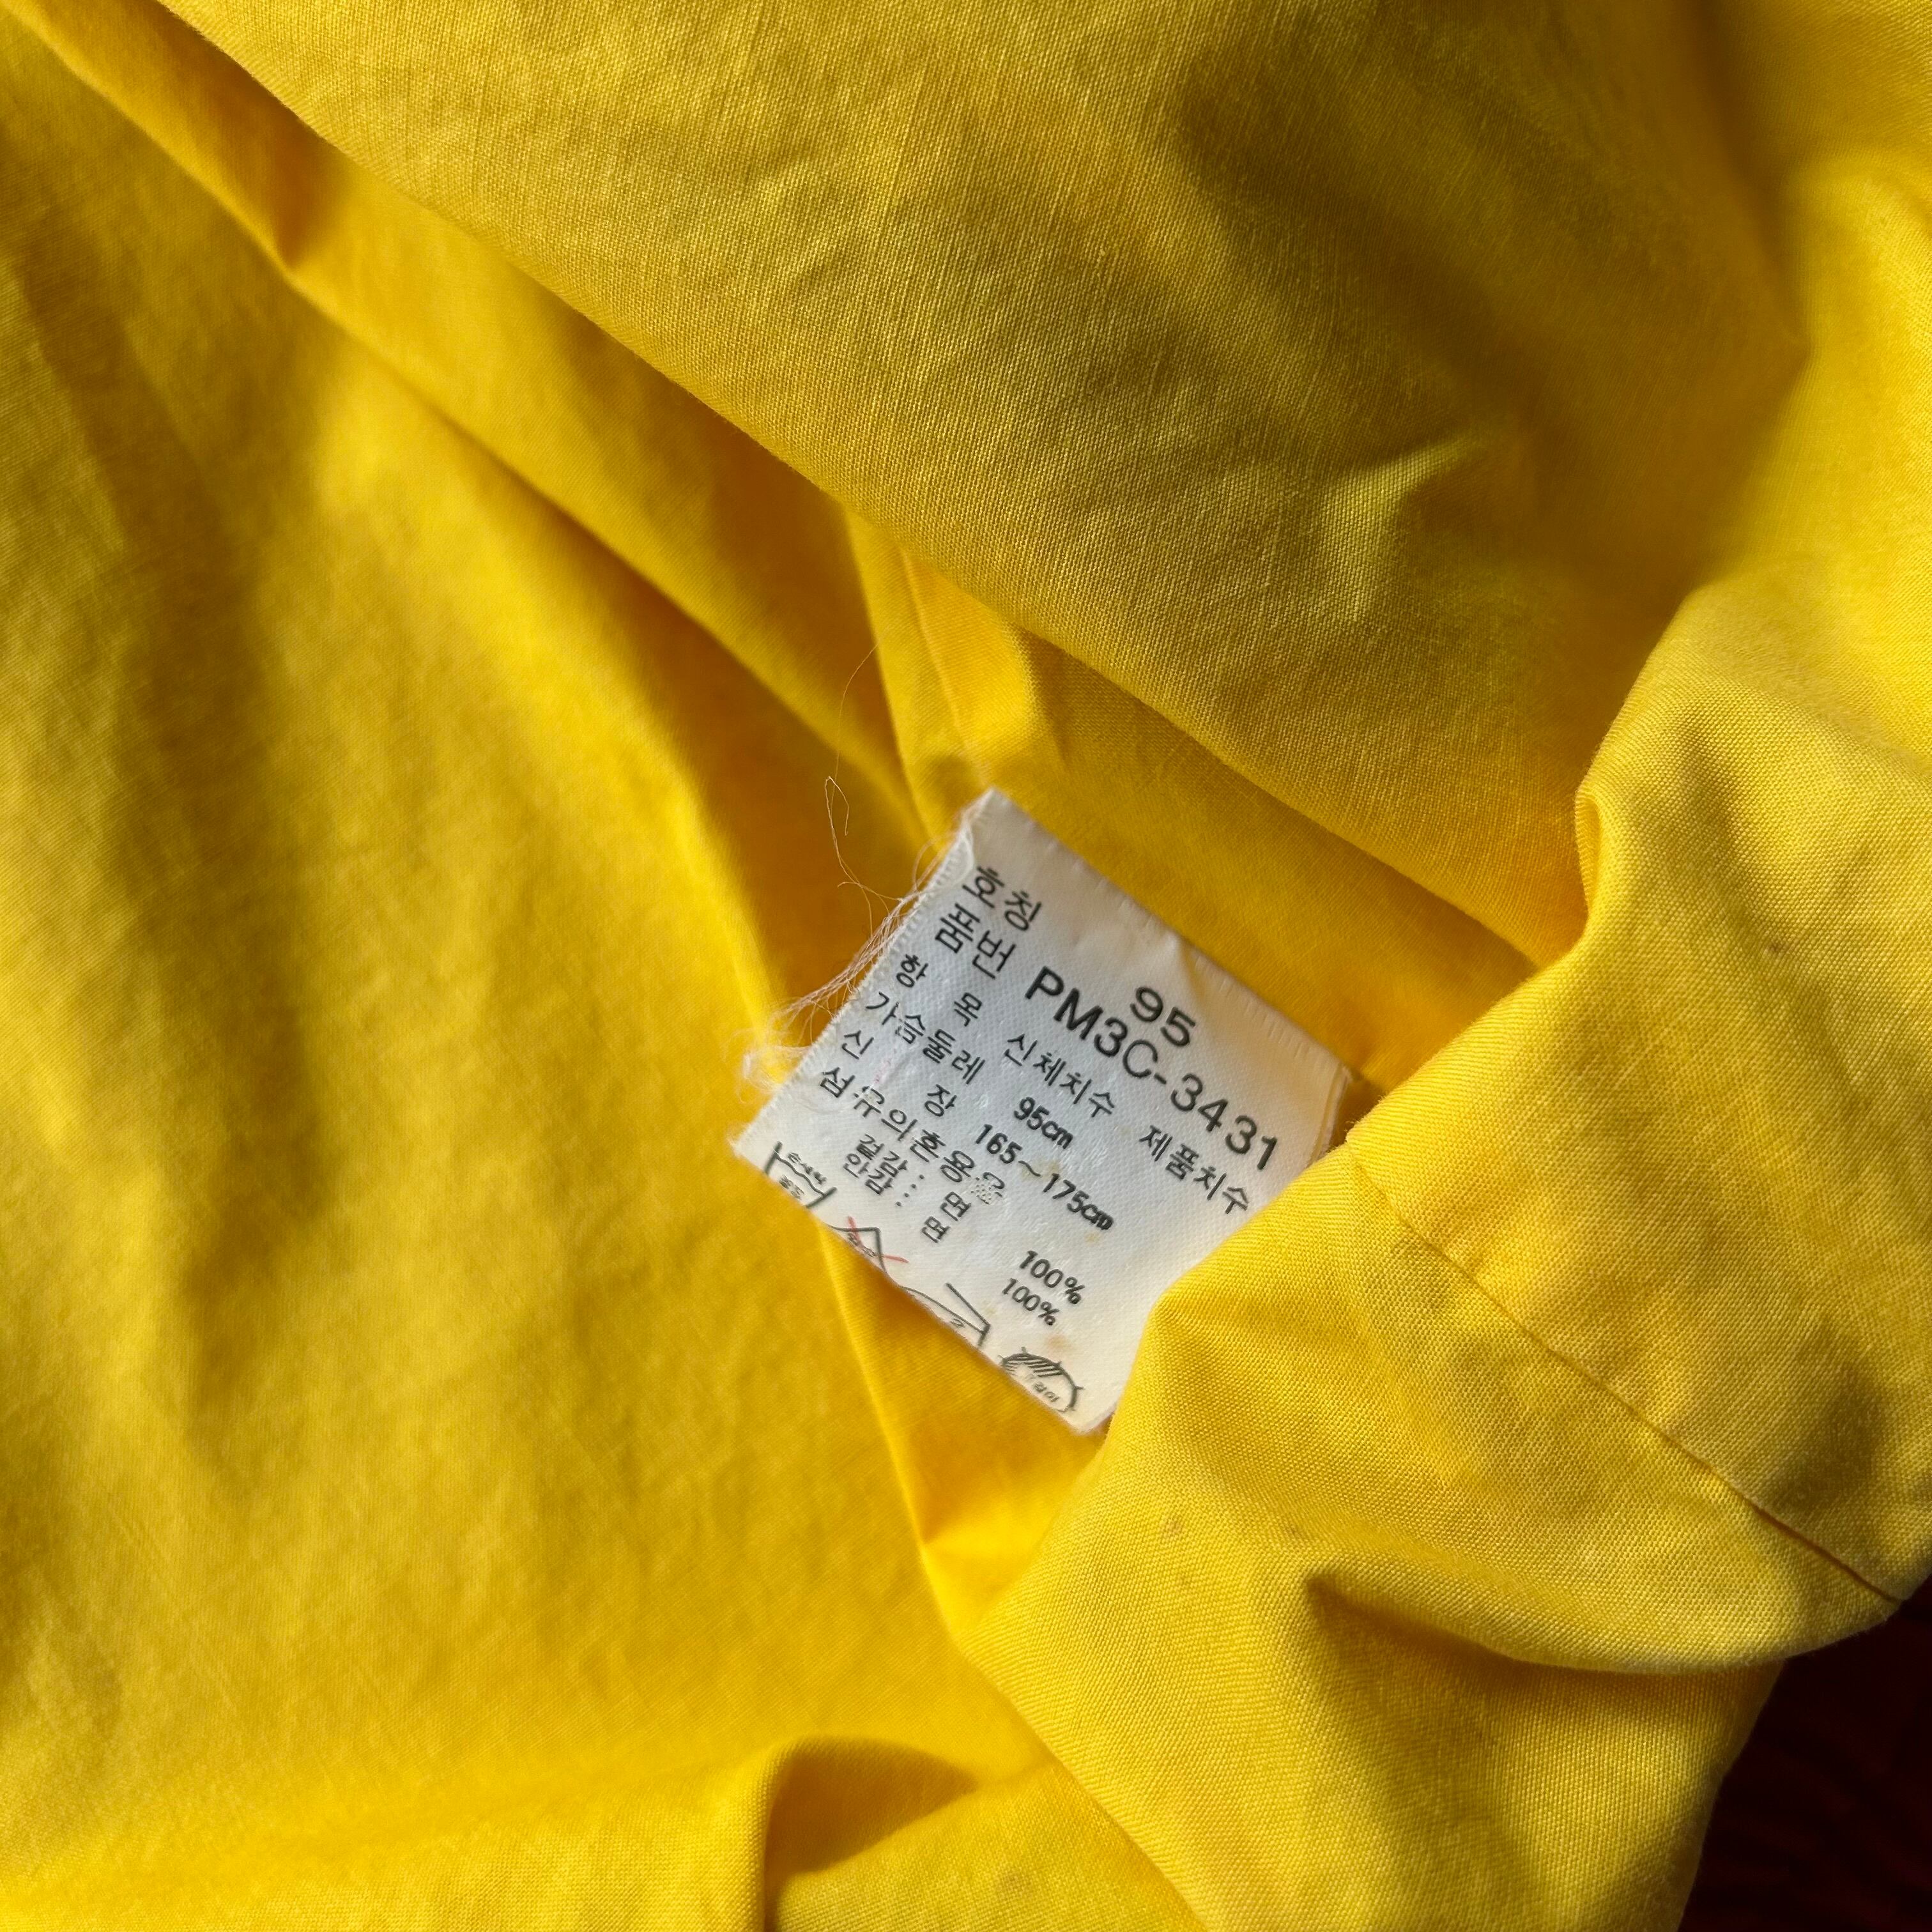 호칭 95
품번 PM3C-3431
항 목 신체치수 제품치수
가슴둘레 95cm
신 장 165~175cm
섬유의혼용율
겉감 : 면 100%
안감 : 면 100%